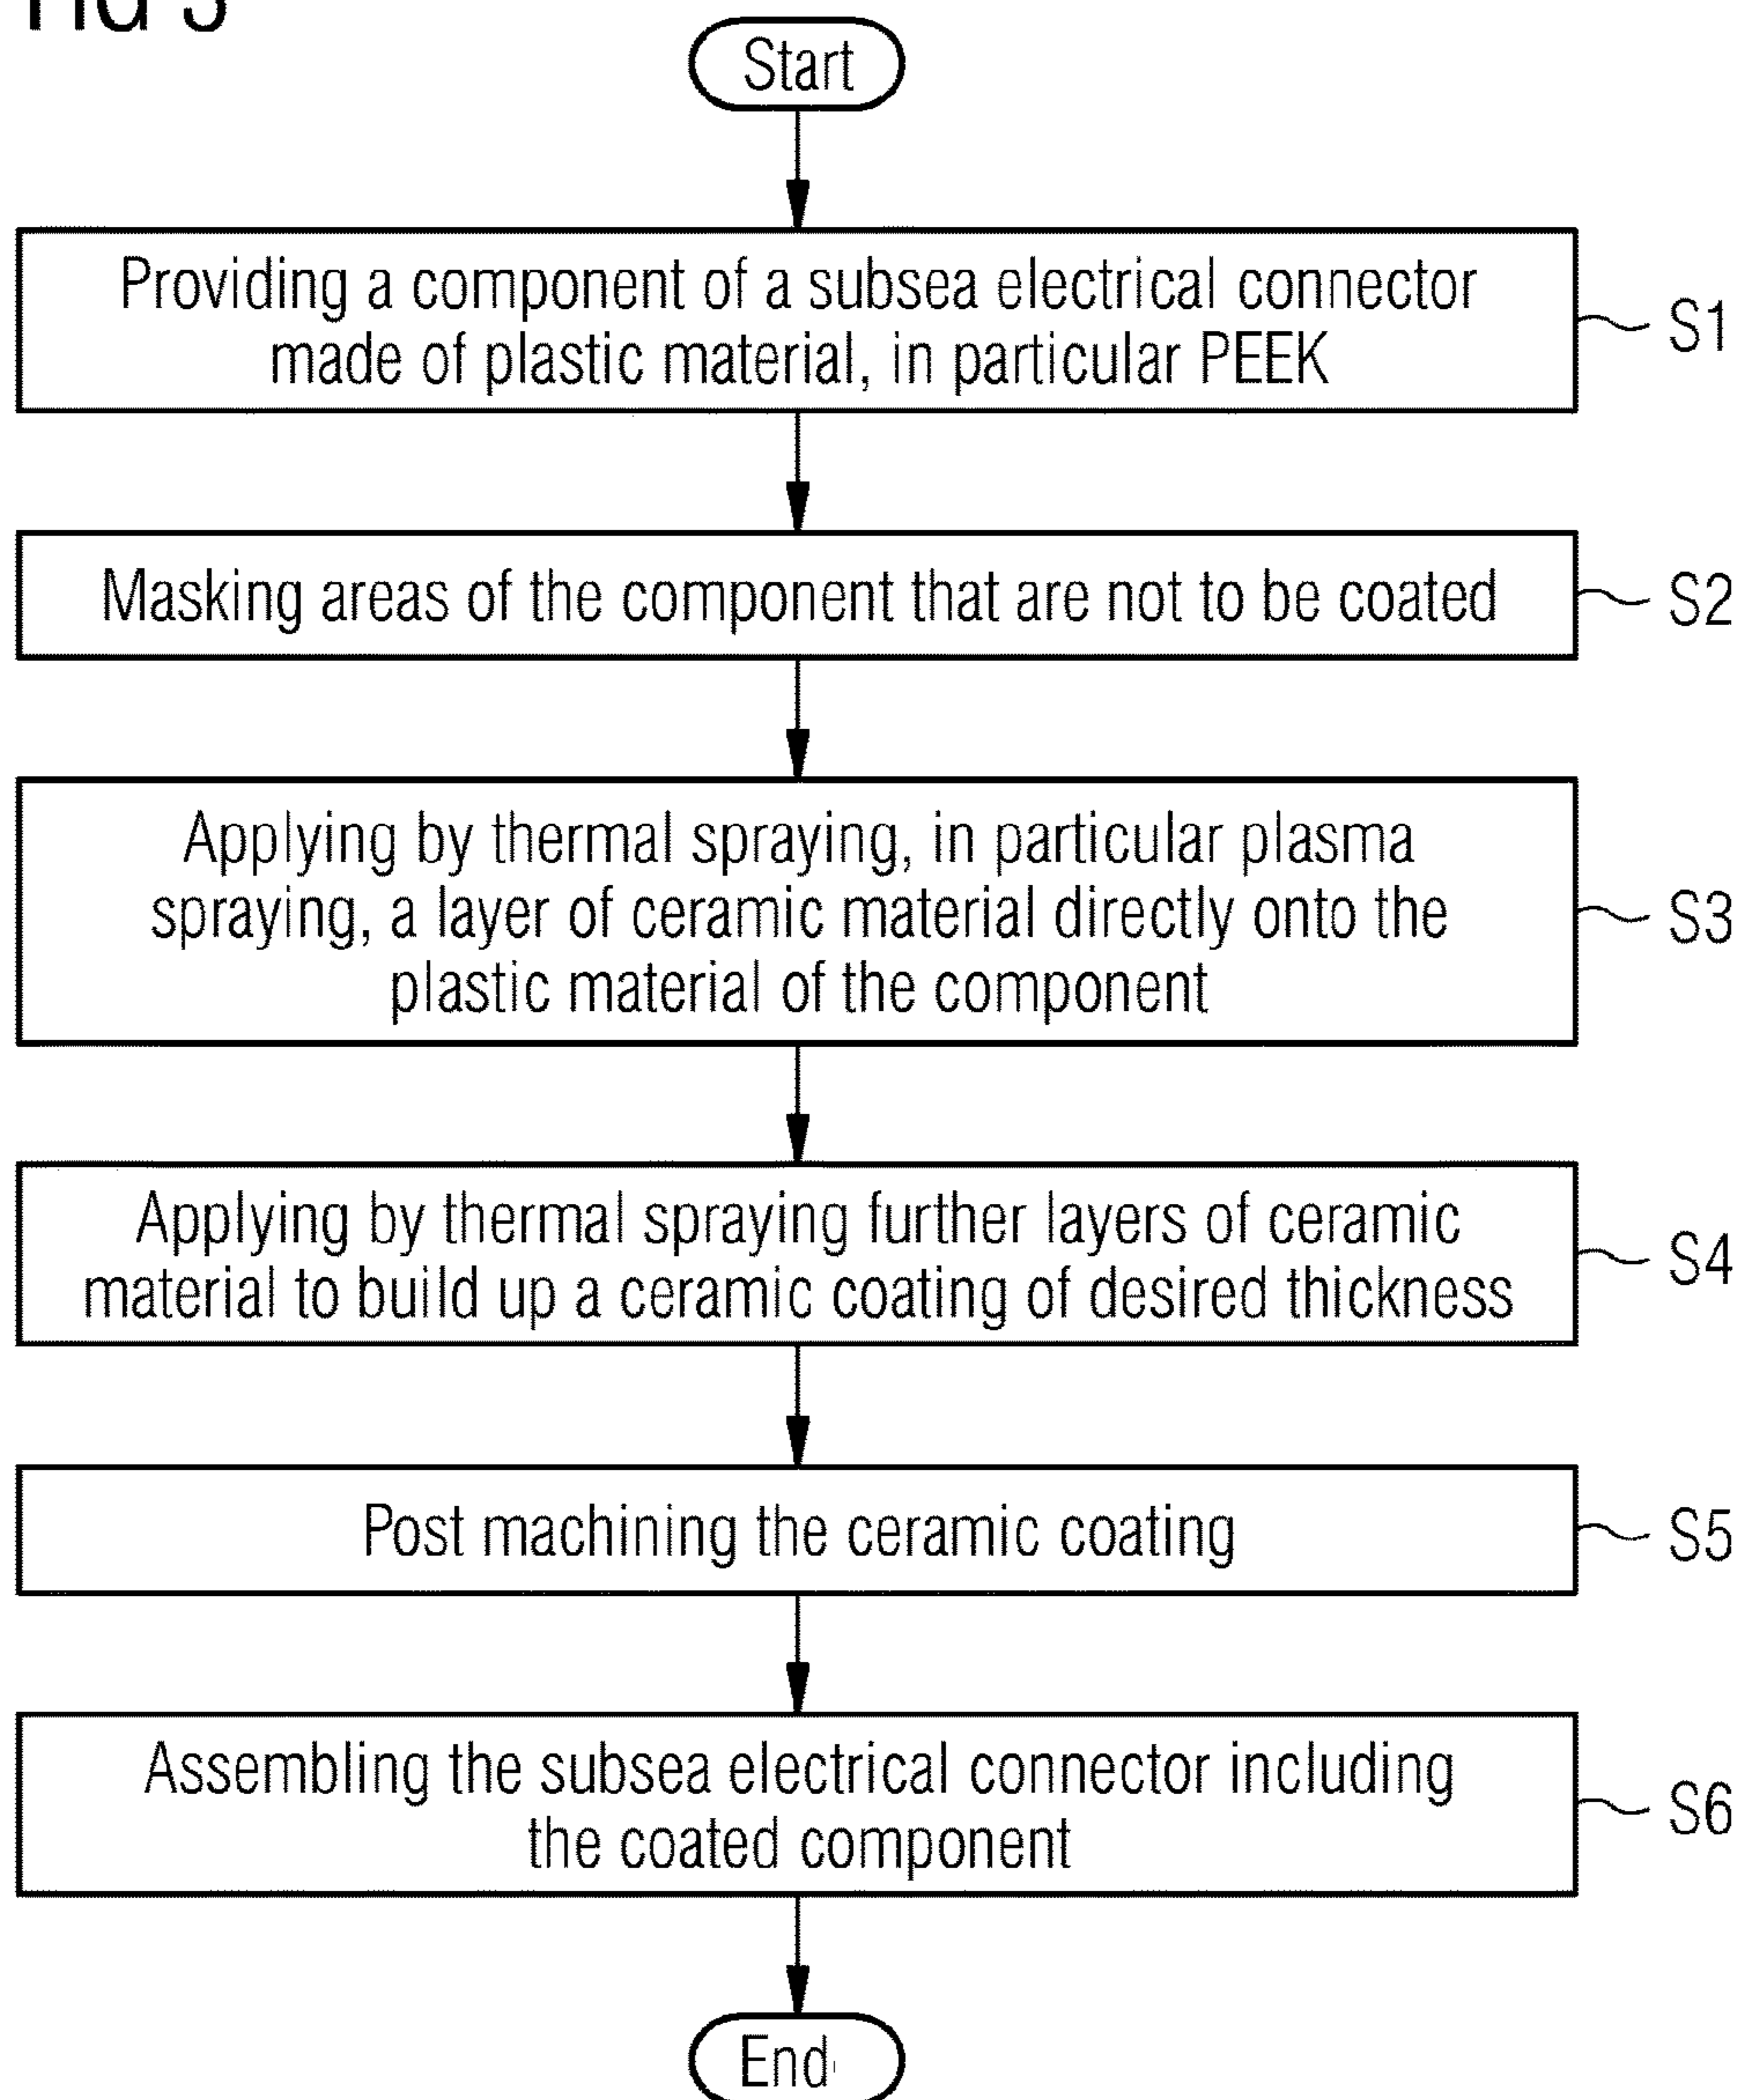 Start
Providing a component of a subsea electrical connector
made of plastic material, in particular PEEK
S1
Masking areas of the component that are not to be coated
S2
Applying by thermal spraying, in particular plasma
spraying, a layer of ceramic material directly onto the
plastic material of the component
S3
Applying by thermal spraying further layers of ceramic
material to build up a ceramic coating of desired thickness
S4
Post machining the ceramic coating
S5
Assembling the subsea electrical connector including
the coated component
S6
End